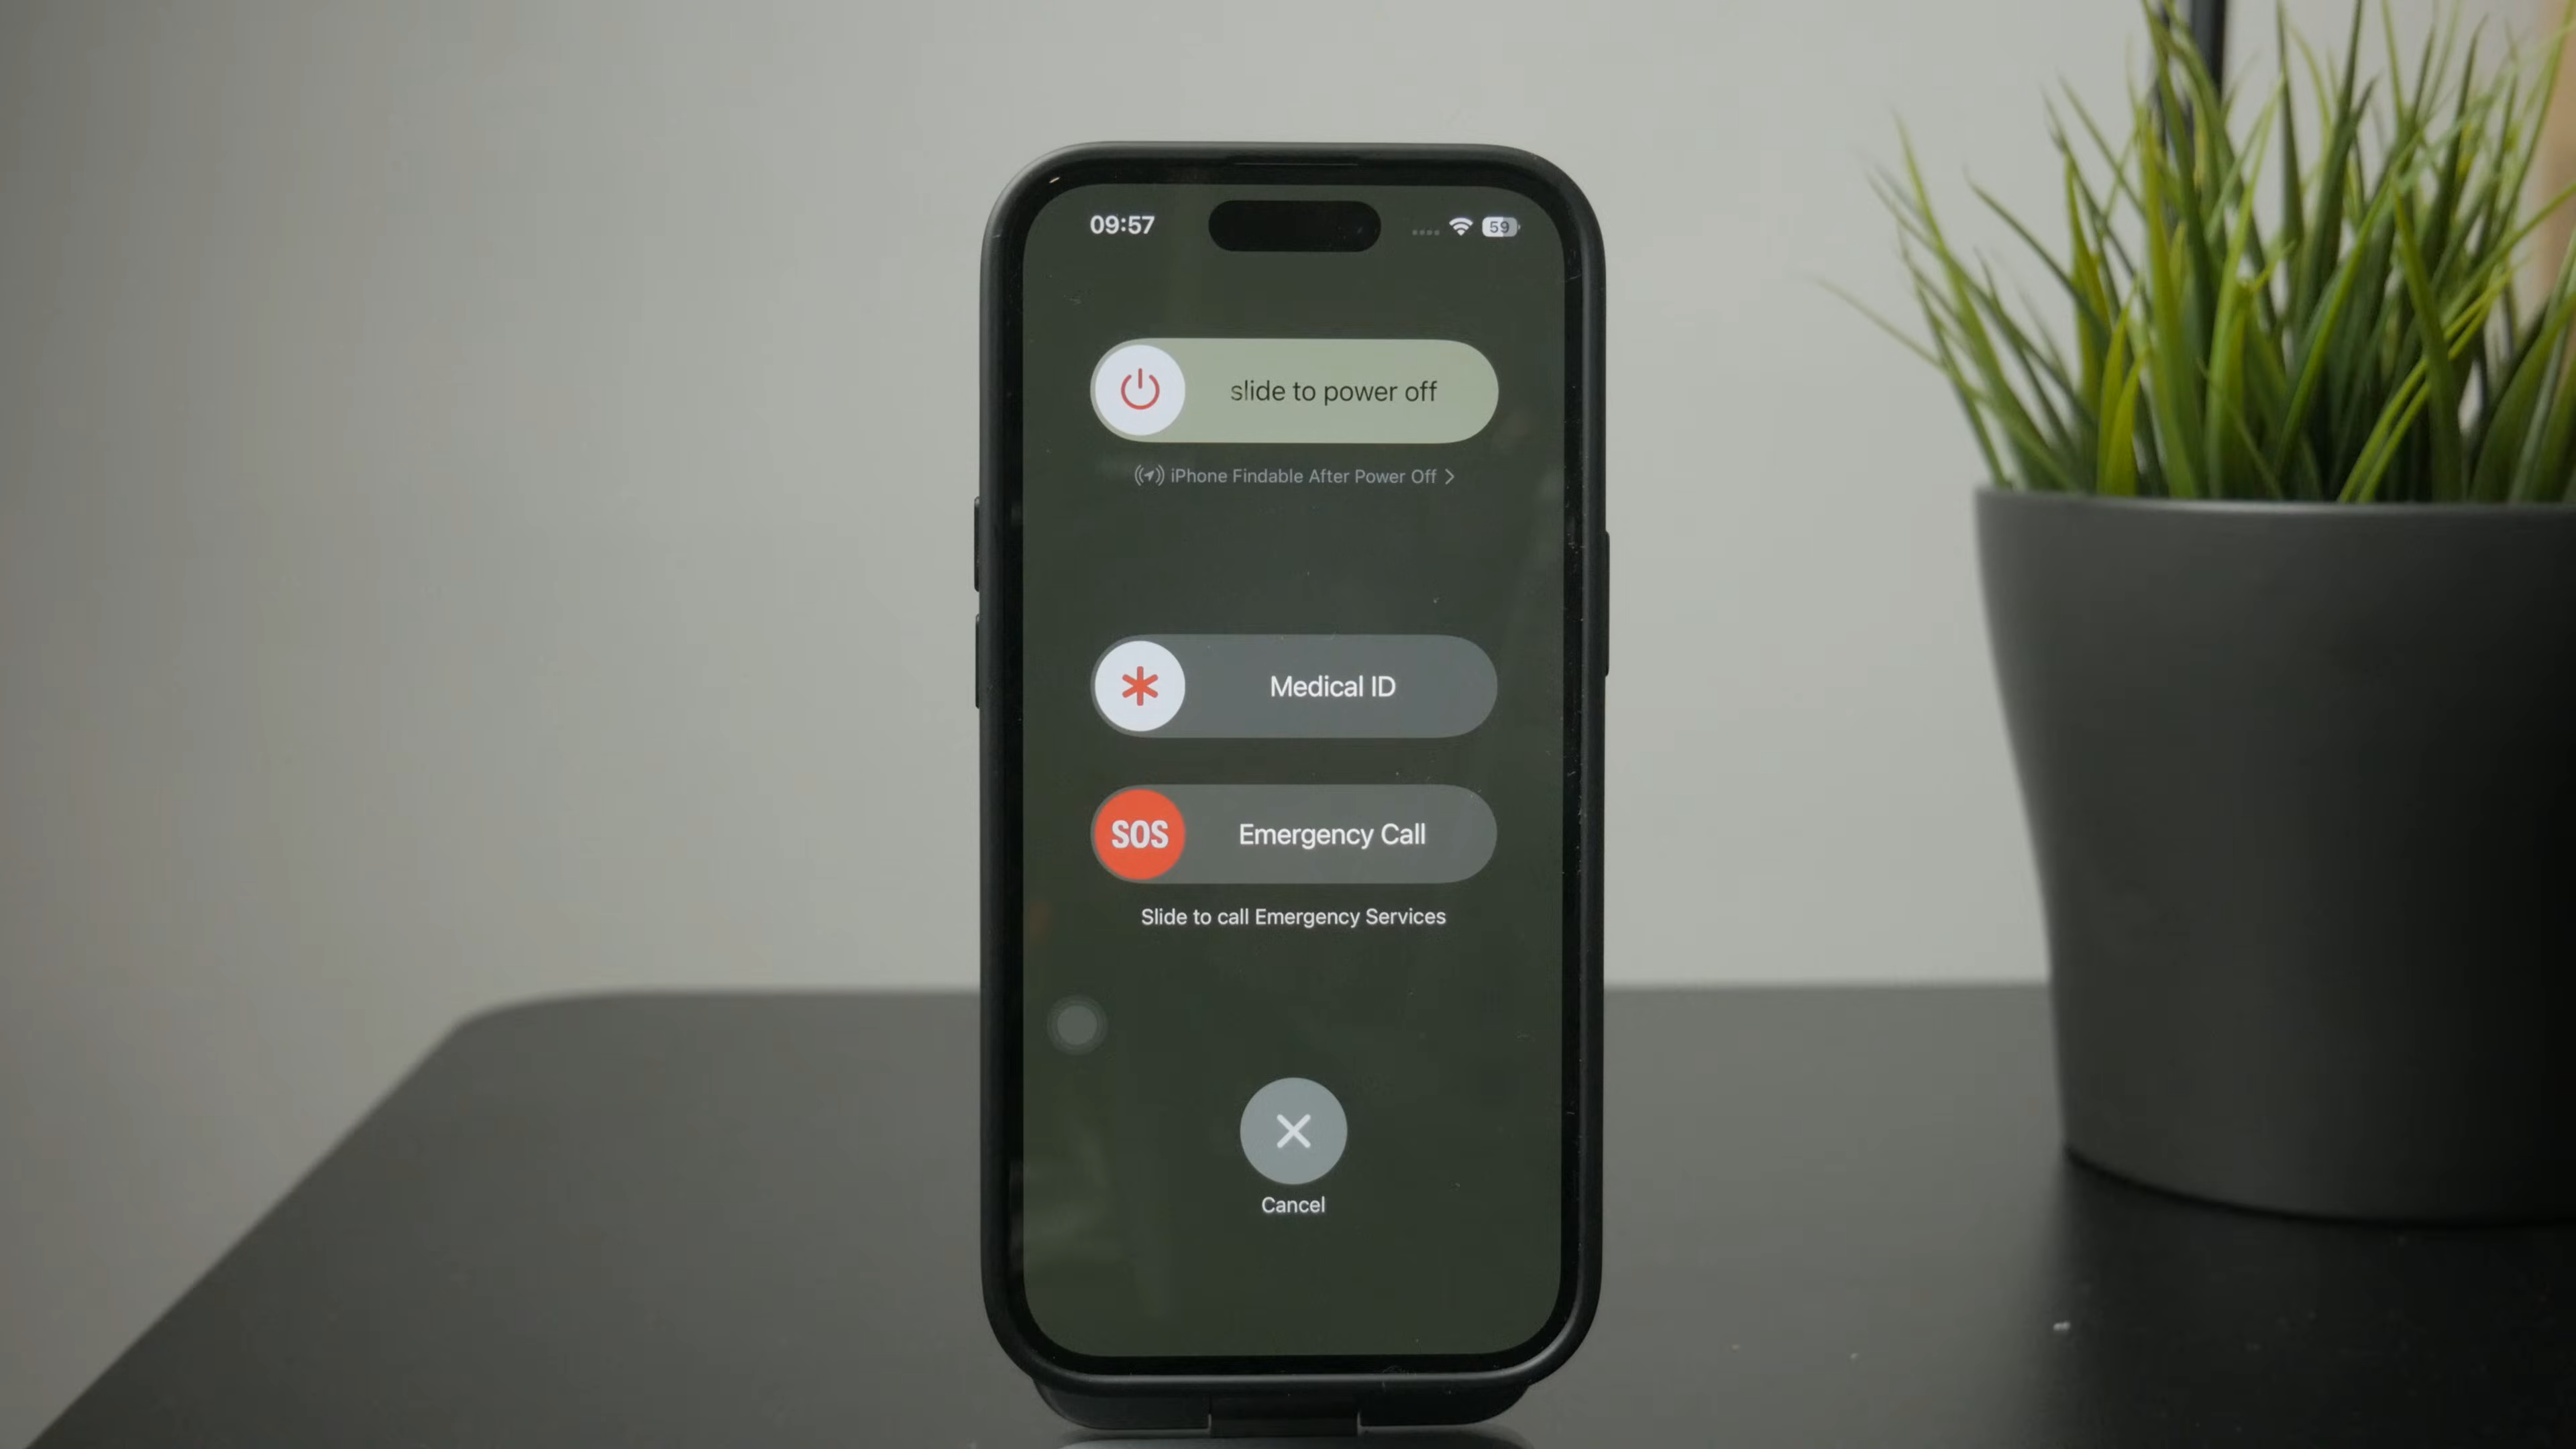 09:57
59
slide to power off
iPhone Findable After Power Off
Medical ID
SOS Emergency Call
Slide to call Emergency Services
Cancel